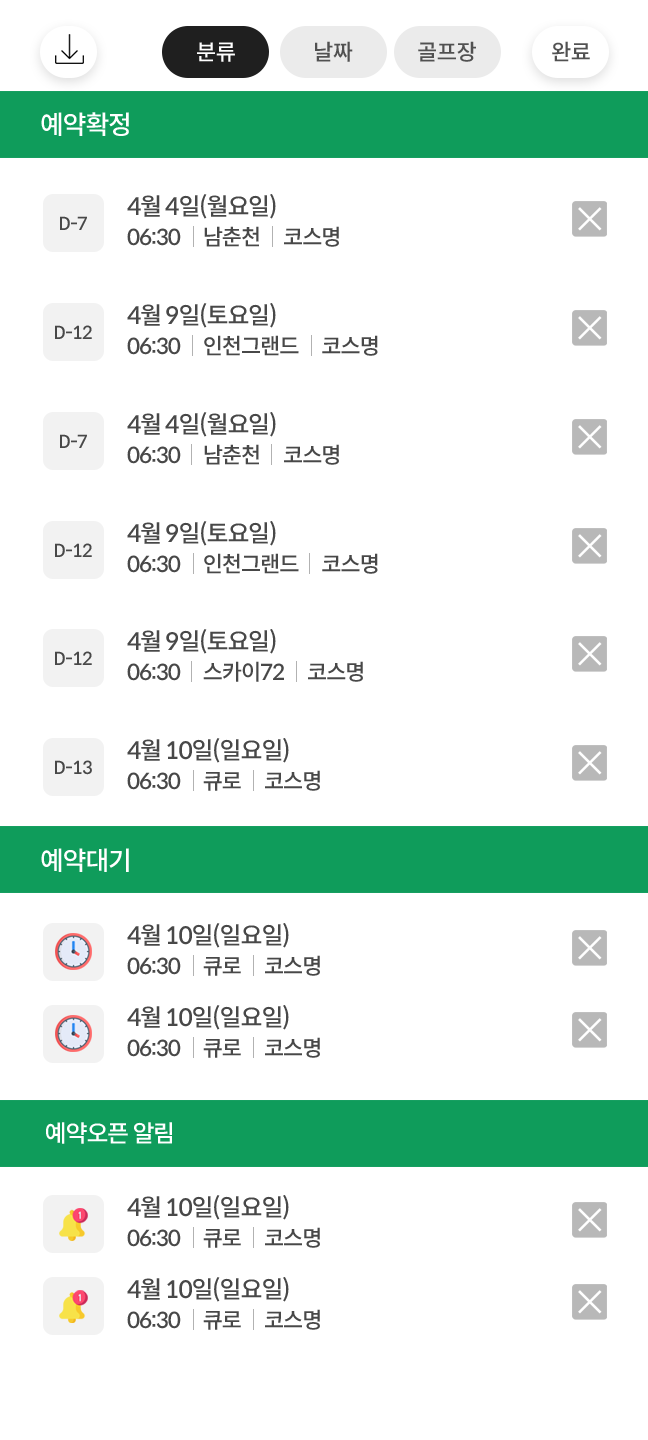 분류 날짜 골프장 완료
예약확정
D-7
4월 4일(월요일)
06:30 남춘천 코스명
D-12
4월 9일(토요일)
06:30 인천그랜드 코스명
D-7
4월 4일(월요일)
06:30 남춘천 코스명
D-12
4월 9일(토요일)
06:30 인천그랜드 코스명
D-12
4월 9일(토요일)
06:30 스카이72 코스명
D-13
4월 10일(일요일)
06:30 큐로 코스명
예약대기
4월 10일(일요일)
06:30 큐로 코스명
4월 10일(일요일)
06:30 큐로 코스명
예약오픈 알림
1
4월 10일(일요일)
06:30 큐로 코스명
1
4월 10일(일요일)
06:30 큐로 코스명